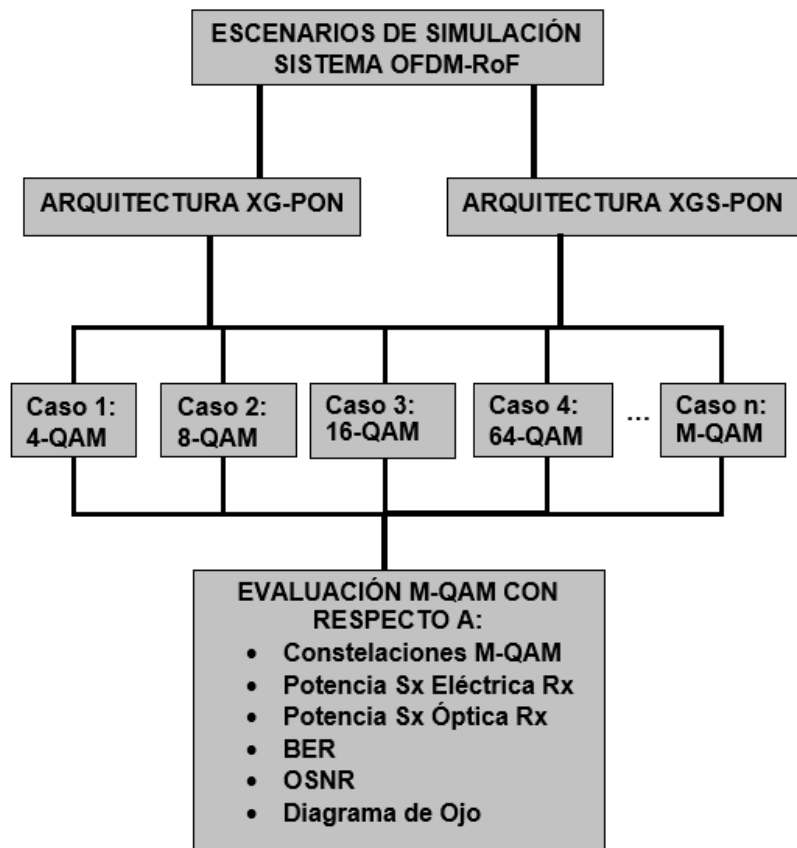 ESCENARIOS DE SIMULACIÓN
SISTEMA OFDM-RoF
ARQUITECTURA XG-PON
ARQUITECTURA XGS-PON
Caso 1:
4-QAM
Caso 2:
8-QAM
Caso 3:
16-QAM
Caso 4:
64-QAM
...
Caso n:
M-QAM
EVALUACIÓN M-QAM CON
RESPECTO A:
• Constelaciones M-QAM
• Potencia Sx Eléctrica Rx
• Potencia Sx Óptica Rx
• BER
• OSNR
• Diagrama de Ojo